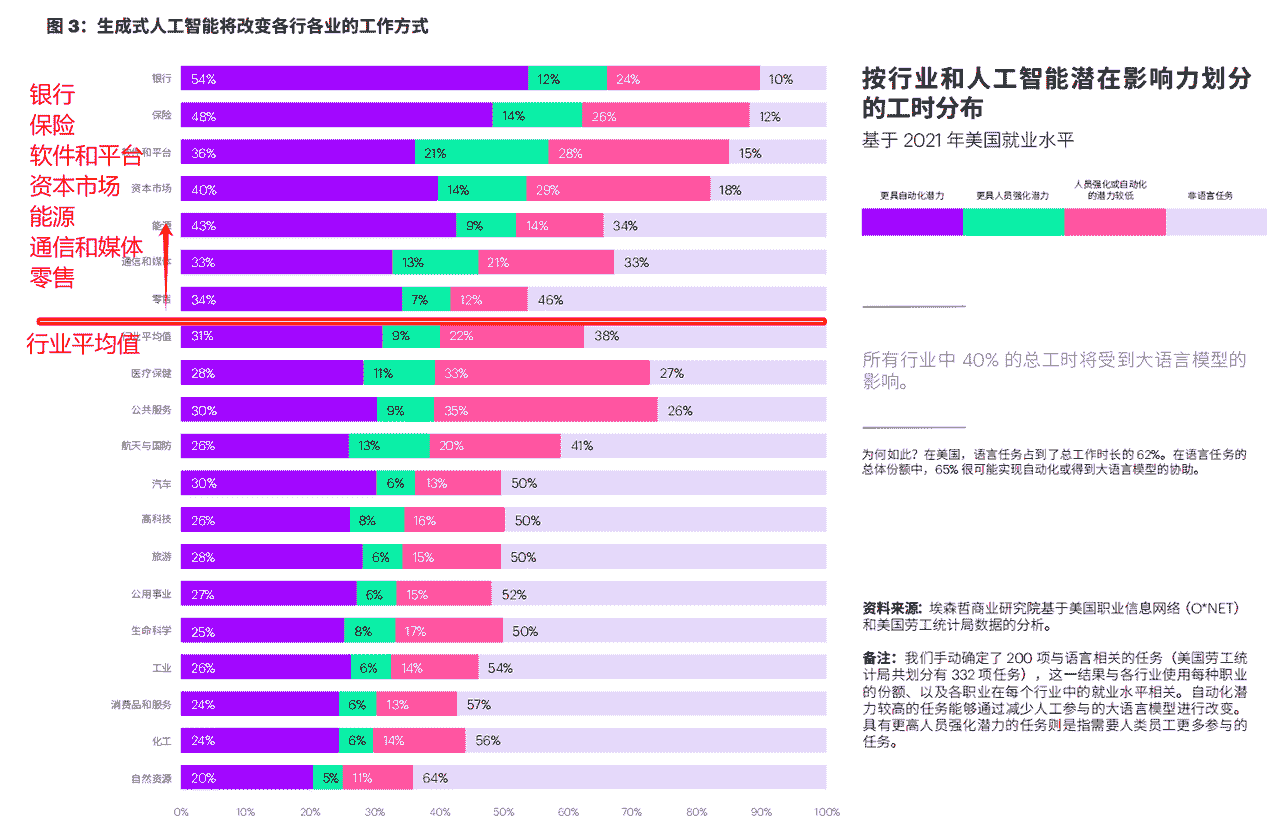 图 3：生成式人工智能将改变各行各业的工作方式
银行
保险
软件和平台
资本市场
能源
通信和媒体
零售
行业平均值
银行 54% 12% 24% 10%
保险 48% 14% 26% 12%
和平台 36% 21% 28% 15%
资本市场 40% 14% 29% 18%
能源 43% 9% 14% 34%
通信和媒体 33% 13% 21% 33%
零售 34% 7% 12% 46%
行业平均值 31% 9% 22% 38%
医疗保健 28% 11% 33% 27%
公共服务 30% 9% 35% 26%
航天与国防 26% 13% 20% 41%
汽车 30% 6% 13% 50%
高科技 26% 8% 16% 50%
旅游 28% 6% 15% 50%
公用事业 27% 6% 15% 52%
生命科学 25% 8% 17% 50%
工业 26% 6% 14% 54%
消费品和服务 24% 6% 13% 57%
化工 24% 6% 14% 56%
自然资源 20% 5% 11% 64%
0% 10% 20% 30% 40% 50% 60% 70% 80% 90% 100%
按行业和人工智能潜在影响力划分
的工时分布
基于 2021 年美国就业水平
更具自动化潜力
更具人员强化潜力
人员强化或自动化
的潜力较低
非语言任务
所有行业中 40% 的总工时将受到大语言模型的
影响。
为何如此？在美国，语言任务占到了总工作时长的 62%。在语言任务的
总体份额中，65% 很可能实现自动化或得到大语言模型的协助。
资料来源：埃森哲商业研究院基于美国职业信息网络（O*NET）
和美国劳工统计局数据的分析。
备注：我们手动确定了 200 项与语言相关的任务（美国劳工统
计局共划分有 332 项任务），这一结果与各行业使用每种职业
的份额、以及各职业在每个行业中的就业水平相关。自动化潜
力较高的任务能够通过减少人工参与的大语言模型进行改变。
具有更高人员强化潜力的任务则是指需要人类员工更多参与的
任务。